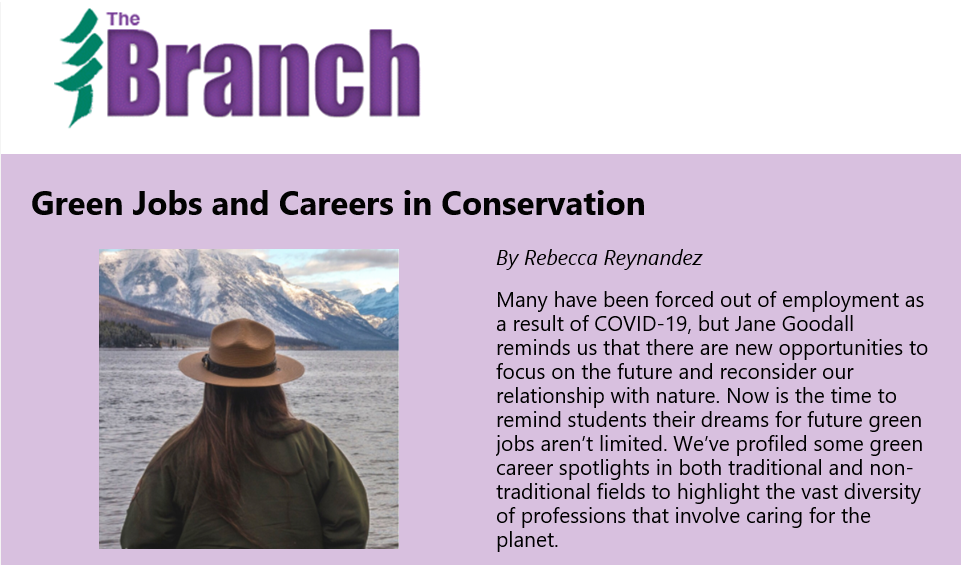 The
Branch
Green Jobs and Careers in Conservation
By Rebecca Reynandez
Many have been forced out of employment as
a result of COVID-19, but Jane Goodall
reminds us that there are new opportunities to
focus on the future and reconsider our
relationship with nature. Now is the time to
remind students their dreams for future green
jobs aren’t limited. We’ve profiled some green
career spotlights in both traditional and non-
traditional fields to highlight the vast diversity
of professions that involve caring for the
planet.